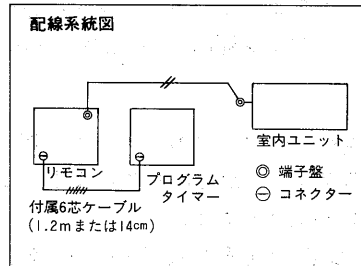 配線系統図
室内ユニット
リモコン
プログラム
タイマー
◎ 端子盤
⊖ コネクター
付属6芯ケーブル
(1.2mまたは14cm)